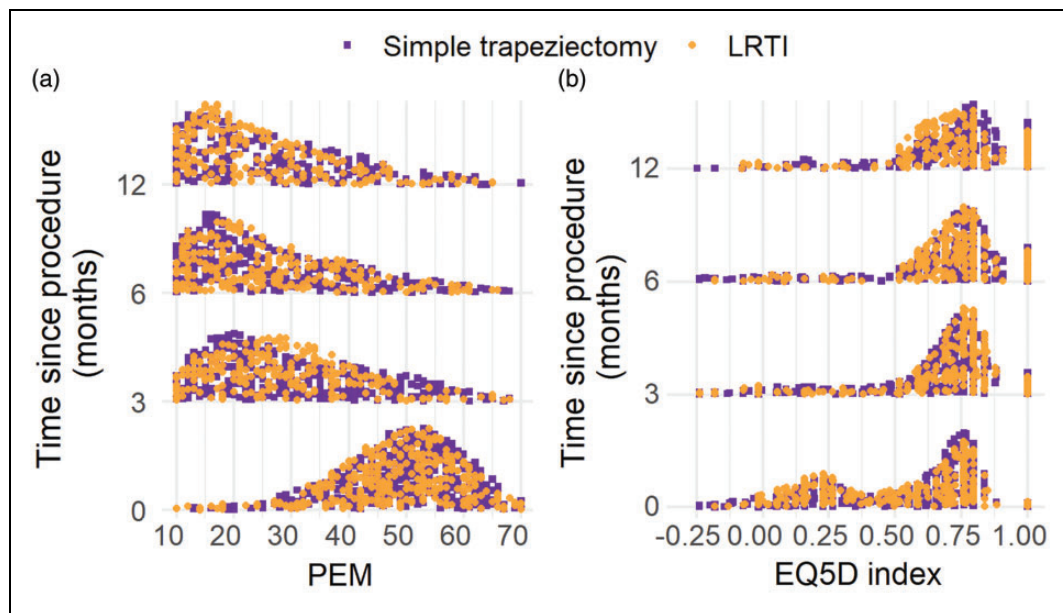 Simple trapeziectomy LRTI
(a)
Time since procedure
(months)
12
6
3
0
10 20 30 40 50 60 70
PEM
(b)
Time since procedure
(months)
12
6
3
0
-0.25 0.00 0.25 0.50 0.75 1.00
EQ5D index